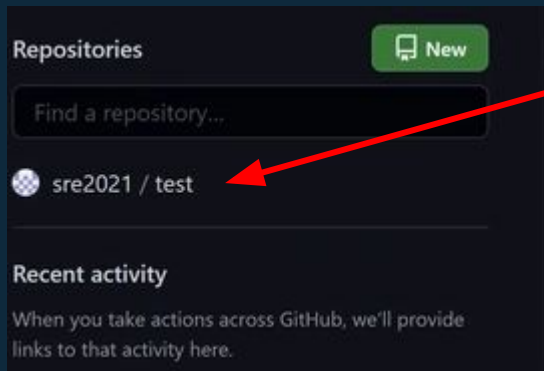 Repositories
New
Find a repository...
sre2021 / test
Recent activity
When you take actions across GitHub, we'll provide
links to that activity here.